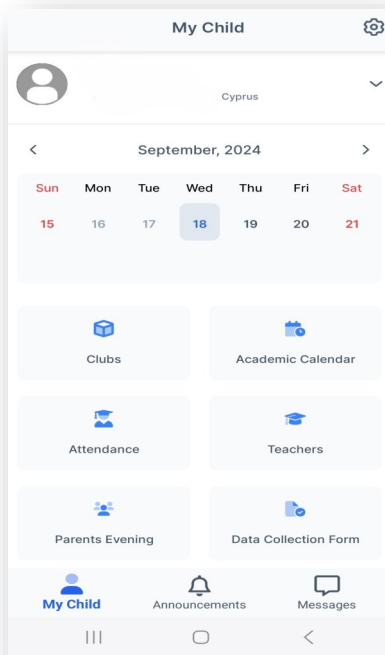 My Child
Cyprus
September, 2024
Sun Mon Tue Wed Thu Fri Sat
15 16 17 18 19 20 21
Clubs Academic Calendar
Attendance Teachers
Parents Evening Data Collection Form
My Child Announcements Messages